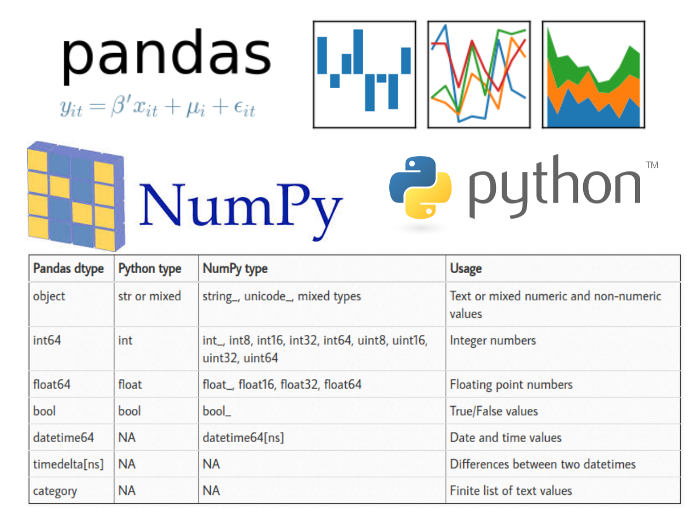 pandas
y_{it} = β'x_{it} + μ_i + ϵ_{it}
NumPy
python™
Pandas dtype Python type NumPy type Usage
object str or mixed string_, unicode_, mixed types Text or mixed numeric and non-numeric
values
int64 int int_, int8, int16, int32, int64, uint8, uint16, Integer numbers
uint32, uint64
float64 float float_, float16, float32, float64 Floating point numbers
bool bool bool_ True/False values
datetime64 NA datetime64[ns] Date and time values
timedelta[ns] NA NA Differences between two datetimes
category NA NA Finite list of text values